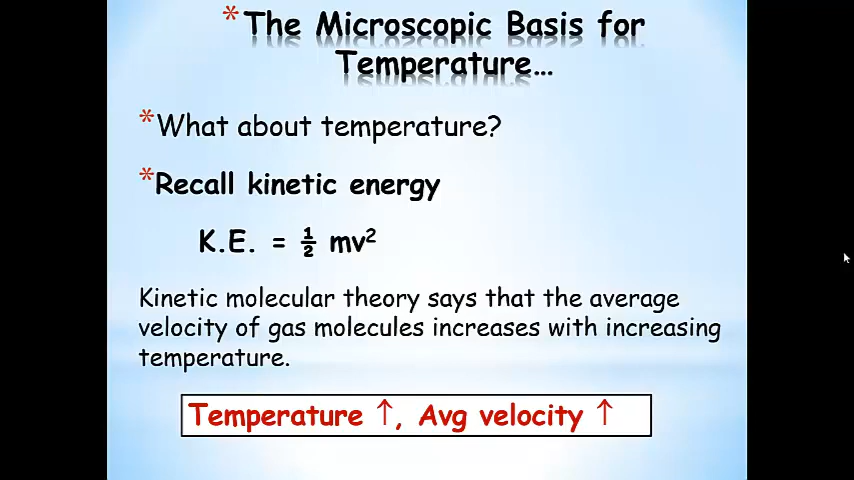 *The Microscopic Basis for
Temperature...
*What about temperature?
*Recall kinetic energy
K.E. = ½ mv²
Kinetic molecular theory says that the average
velocity of gas molecules increases with increasing
temperature.
Temperature ↑, Avg velocity ↑